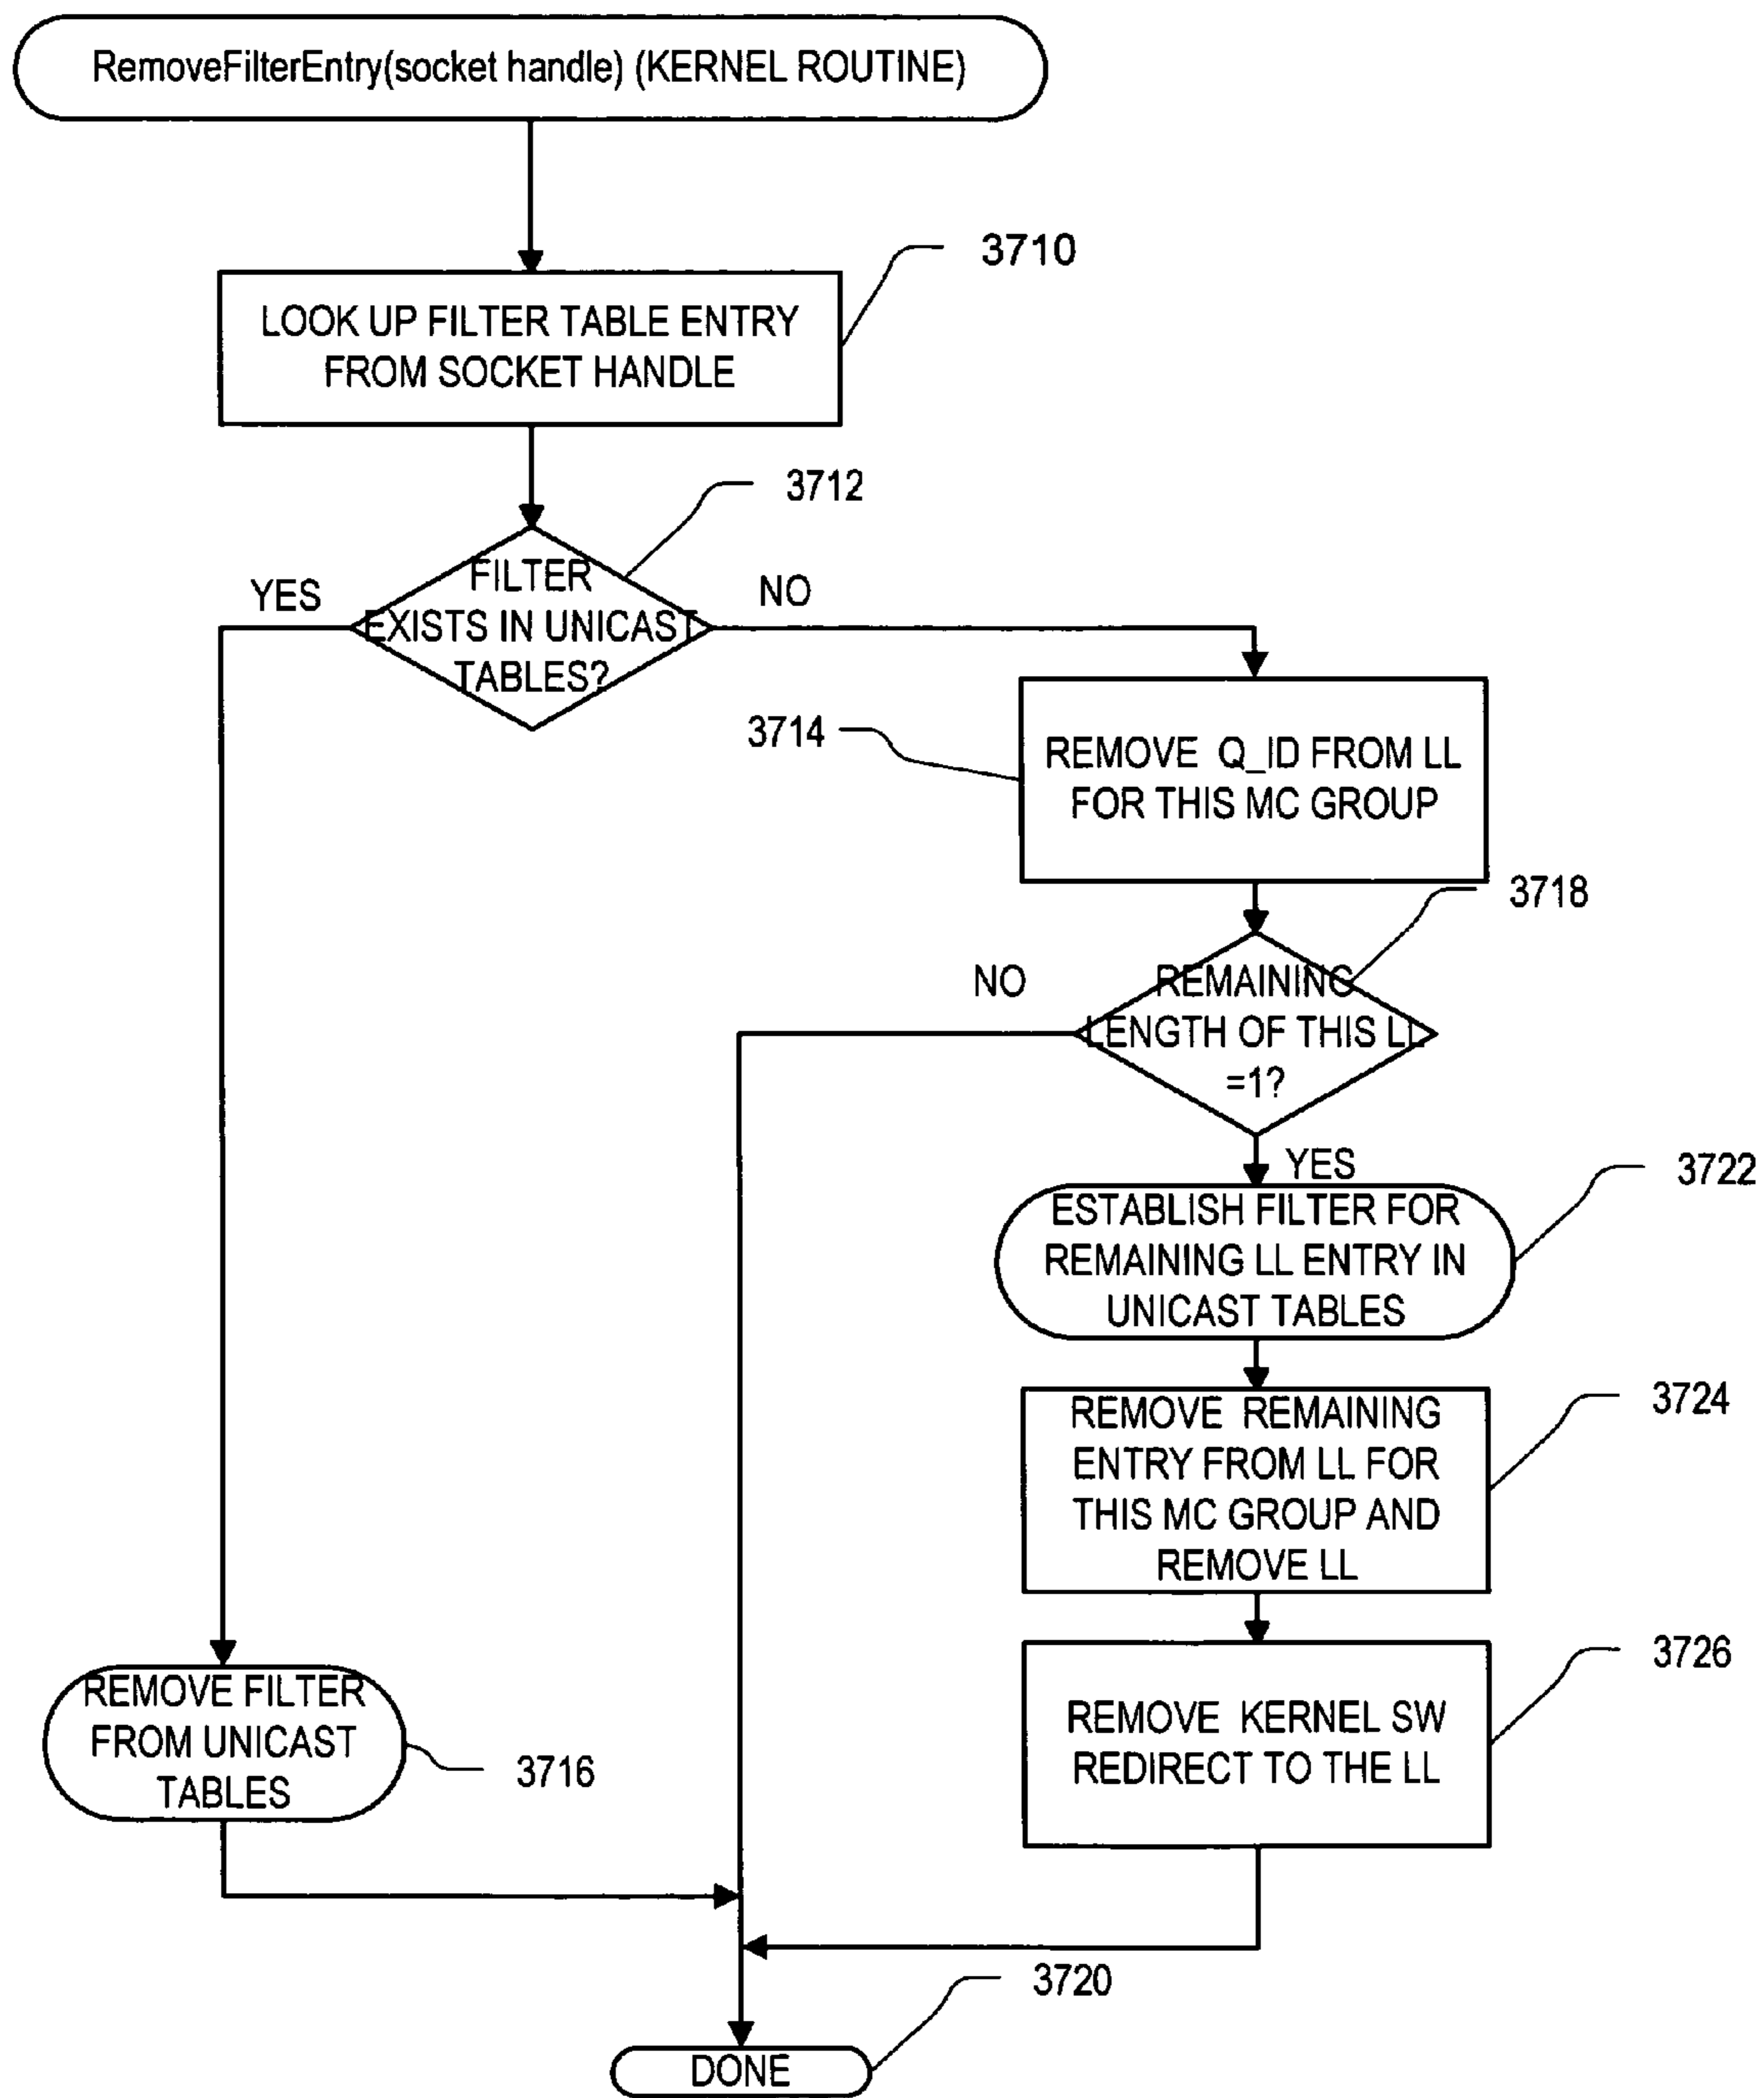 RemoveFilterEntry(socket handle) (KERNEL ROUTINE)
3710
LOOK UP FILTER TABLE ENTRY
FROM SOCKET HANDLE
3712
FILTER
EXISTS IN UNICAST
TABLES?
YES
NO
3714
REMOVE Q_ID FROM LL
FOR THIS MC GROUP
3718
REMAINING
LENGTH OF THIS LL
=1?
NO
YES
3722
ESTABLISH FILTER FOR
REMAINING LL ENTRY IN
UNICAST TABLES
3724
REMOVE REMAINING
ENTRY FROM LL FOR
THIS MC GROUP AND
REMOVE LL
3726
REMOVE KERNEL SW
REDIRECT TO THE LL
REMOVE FILTER
FROM UNICAST
TABLES
3716
3720
DONE